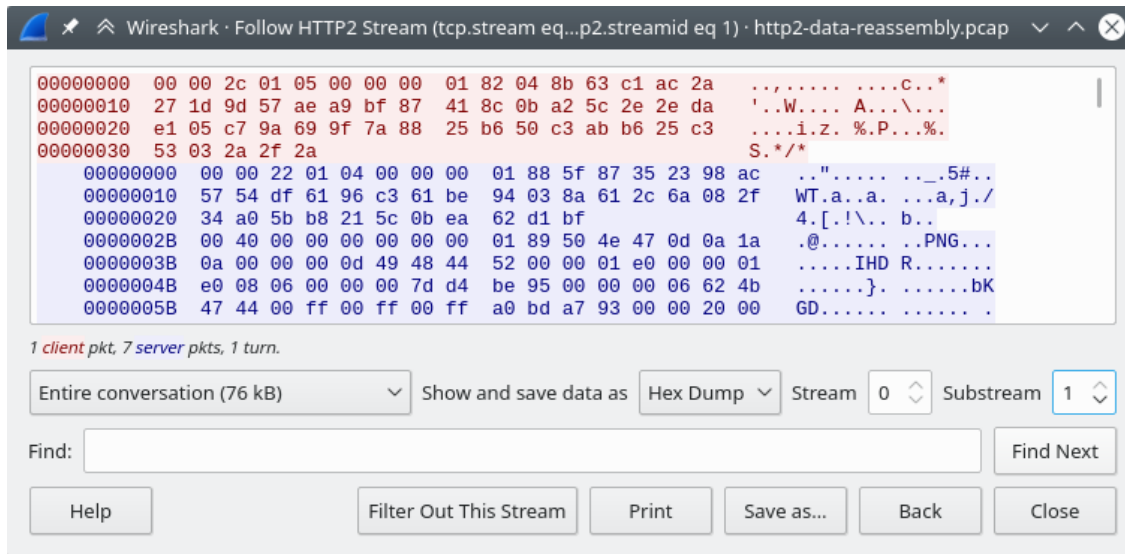 Wireshark · Follow HTTP2 Stream (tcp.stream eq...p2.streamid eq 1) · http2-data-reassembly.pcap
00000000  00 00 2c 01 05 00 00 00  01 82 04 8b 63 c1 ac 2a   ..,..... ....c..*
00000010  27 1d 9d 57 ae a9 bf 87  41 8c 0b a2 5c 2e 2e da   '..W.... A...\...
00000020  e1 05 c7 9a 69 9f 7a 88  25 b6 50 c3 ab b6 25 c3   ....i.z. %.P...%.
00000030  53 03 2a 2f 2a   S.*/*
00000000  00 00 22 01 04 00 00 00  01 88 5f 87 35 23 98 ac   .."..... .._.5#..
00000010  57 54 df 61 96 c3 61 be  94 03 8a 61 2c 6a 08 2f   WT.a..a. ...a,j./
00000020  34 a0 5b b8 21 5c 0b ea  62 d1 bf   4.[.!\.. b..
0000002B  00 40 00 00 00 00 00 00  01 89 50 4e 47 0d 0a 1a   .@...... ..PNG...
0000003B  0a 00 00 00 0d 49 48 44  52 00 00 01 e0 00 00 01   .....IHD R.......
0000004B  e0 08 06 00 00 00 7d d4  be 95 00 00 00 06 62 4b   ......}. ......bK
0000005B  47 44 00 ff 00 ff 00 ff  a0 bd a7 93 00 00 20 00   GD...... ...... .
1 client pkt, 7 server pkts, 1 turn.
Entire conversation (76 kB) Show and save data as Hex Dump Stream 0 Substream 1
Find: Find Next
Help Filter Out This Stream Print Save as... Back Close